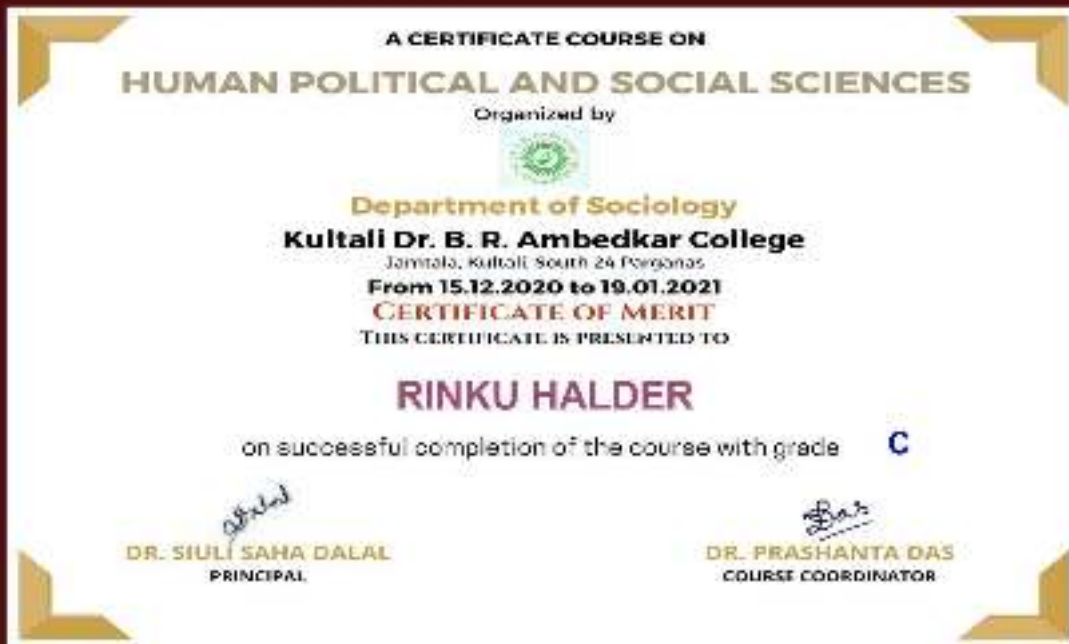 A CERTIFICATE COURSE ON
HUMAN POLITICAL AND SOCIAL SCIENCES
Organized by
Department of Sociology
Kultali Dr. B. R. Ambedkar College
Jamtala, Kultali, South 24 Parganas
From 15.12.2020 to 19.01.2021
CERTIFICATE OF MERIT
THIS CERTIFICATE IS PRESENTED TO
RINKU HALDER
on successful completion of the course with grade C
DR. SIULI SAHA DALAL
PRINCIPAL
Das
DR. PRASHANTA DAS
COURSE COORDINATOR